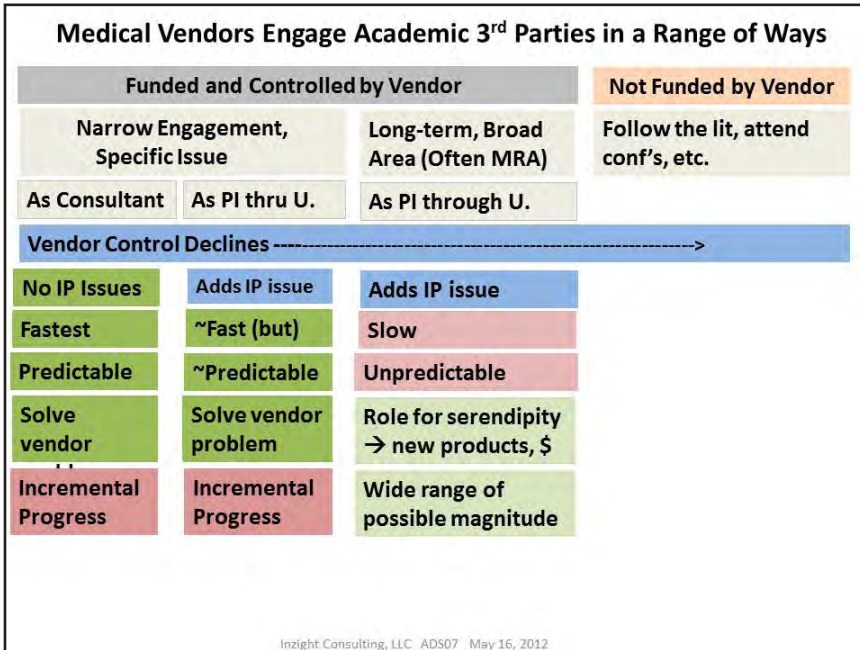 Medical Vendors Engage Academic 3rd Parties in a Range of Ways
Funded and Controlled by Vendor
Not Funded by Vendor
Narrow Engagement,
Specific Issue
Long-term, Broad
Area (Often MRA)
Follow the lit, attend
conf's, etc.
As Consultant
As PI thru U.
As PI through U.
Vendor Control Declines ---------------------------------------------------------------->
No IP Issues
Adds IP issue
Adds IP issue
Fastest
~Fast (but)
Slow
Predictable
~Predictable
Unpredictable
Solve
vendor
Solve vendor
problem
Role for serendipity
→ new products, $
Incremental
Progress
Incremental
Progress
Wide range of
possible magnitude
Inzight Consulting, LLC ADS07 May 16, 2012